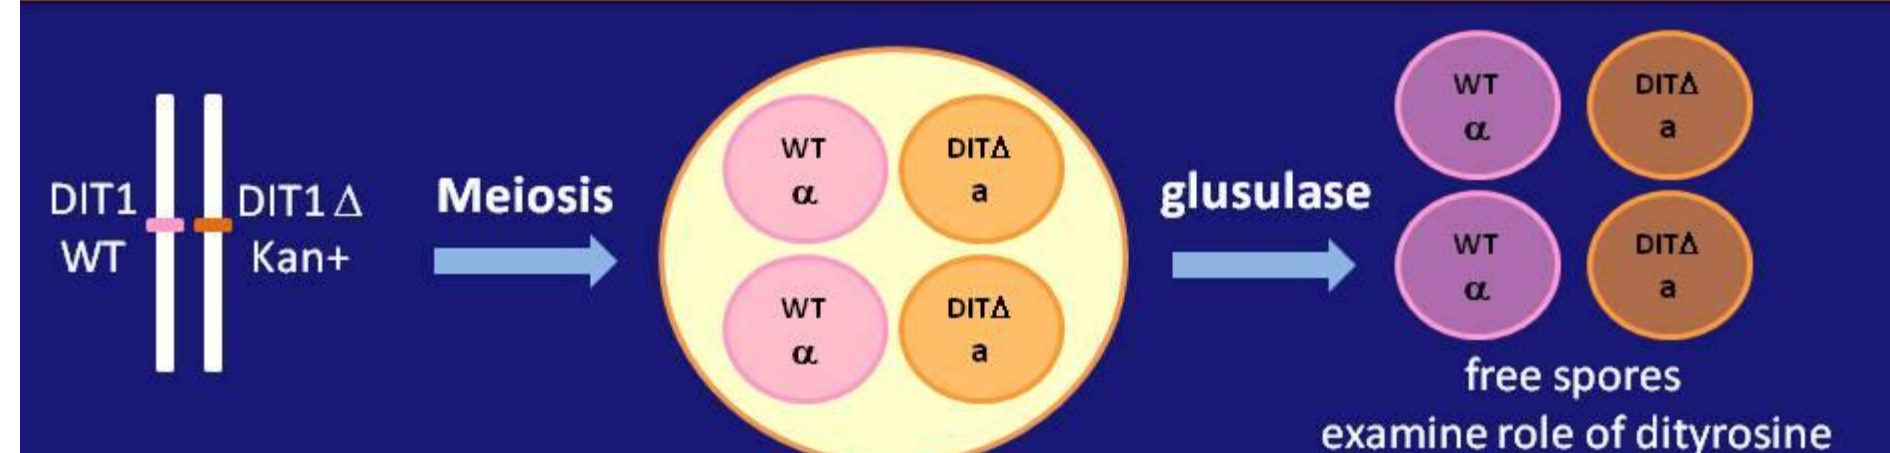 DIT1
WT
DIT1 Δ
Kan+
Meiosis
WT
α
DITΔ
a
WT
α
DITΔ
a
glusulase
WT
α
DITΔ
a
WT
α
DITΔ
a
free spores
examine role of dityrosine